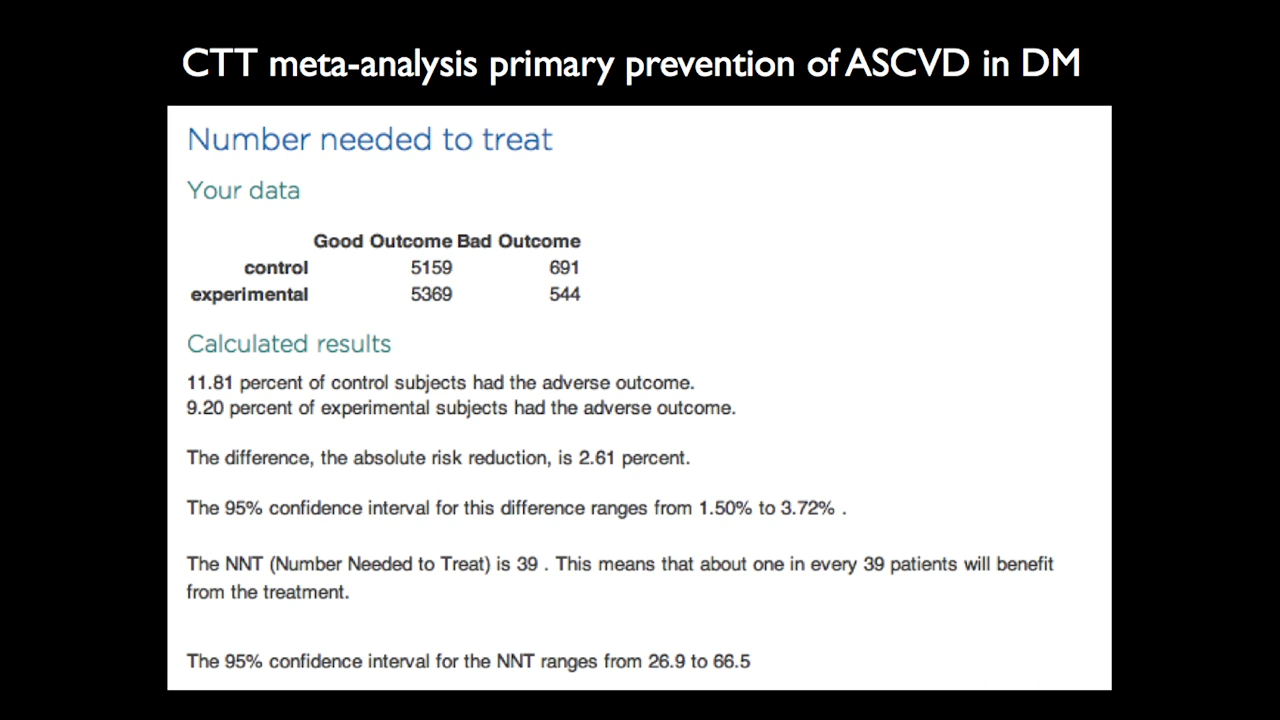 CTT meta-analysis primary prevention of ASCVD in DM
Number needed to treat
Your data
Good Outcome Bad Outcome
control 5159 691
experimental 5369 544
Calculated results
11.81 percent of control subjects had the adverse outcome.
9.20 percent of experimental subjects had the adverse outcome.
The difference, the absolute risk reduction, is 2.61 percent.
The 95% confidence interval for this difference ranges from 1.50% to 3.72% .
The NNT (Number Needed to Treat) is 39 . This means that about one in every 39 patients will benefit
from the treatment.
The 95% confidence interval for the NNT ranges from 26.9 to 66.5